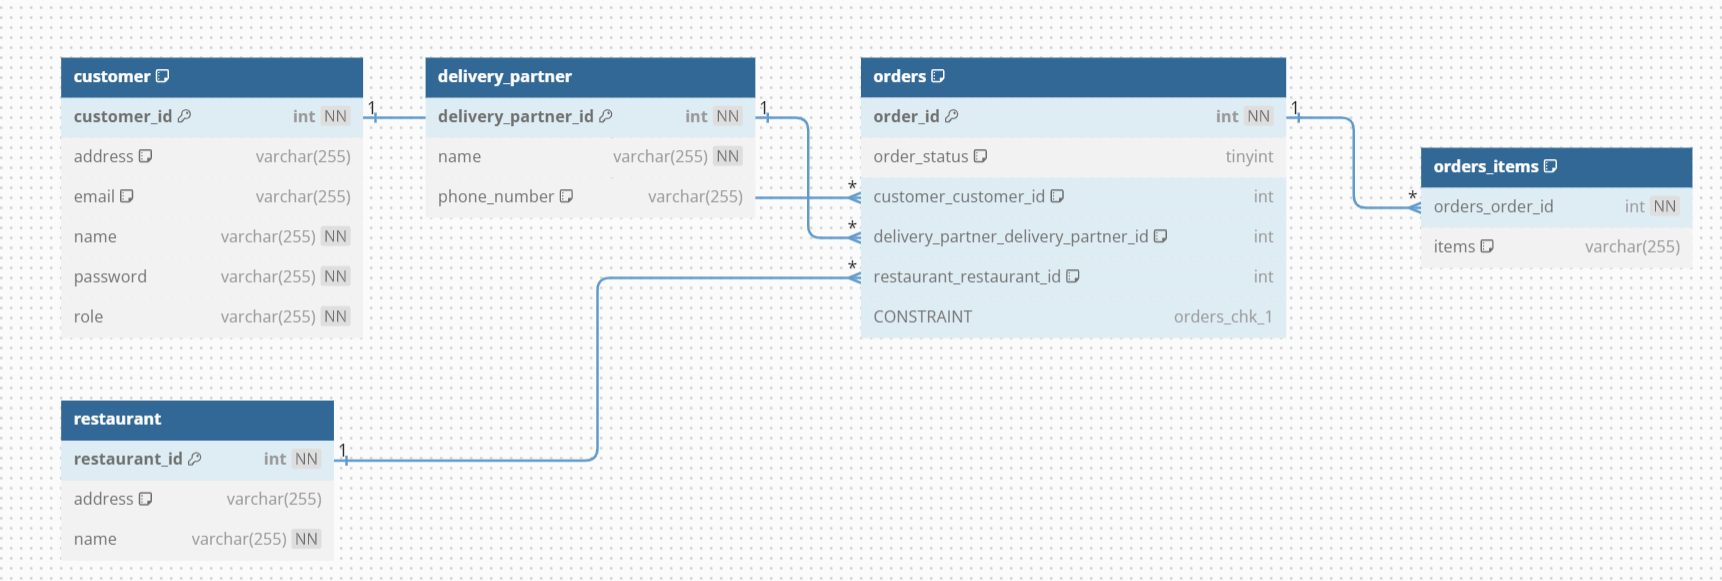 customer
customer_id int NN
address varchar(255)
email varchar(255)
name varchar(255) NN
password varchar(255) NN
role varchar(255) NN
1
delivery_partner
delivery_partner_id int NN
name varchar(255) NN
phone_number varchar(255)
1
orders
order_id int NN
order_status tinyint
* customer_customer_id int
* delivery_partner_delivery_partner_id int
* restaurant_restaurant_id int
CONSTRAINT orders_chk_1
1
orders_items
* orders_order_id int NN
items varchar(255)
restaurant
restaurant_id int NN
address varchar(255)
name varchar(255) NN
1